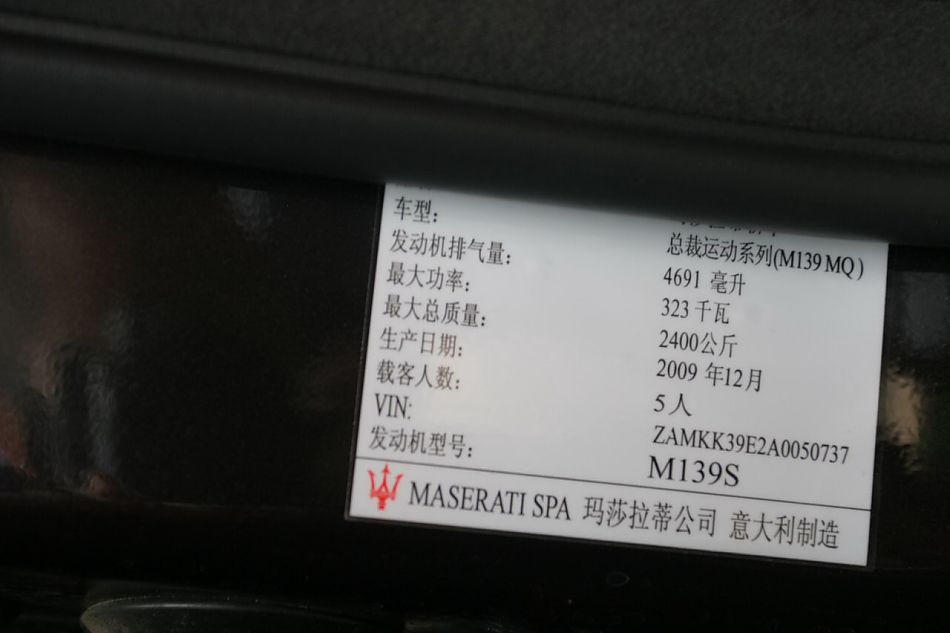 车型: 总裁运动系列(M139 MQ)
发动机排气量: 4691 毫升
最大功率: 323 千瓦
最大总质量: 2400公斤
生产日期: 2009 年12月
载客人数: 5人
VIN: ZAMKK39E2A0050737
发动机型号: M139S
MASERATI SPA 玛莎拉蒂公司 意大利制造